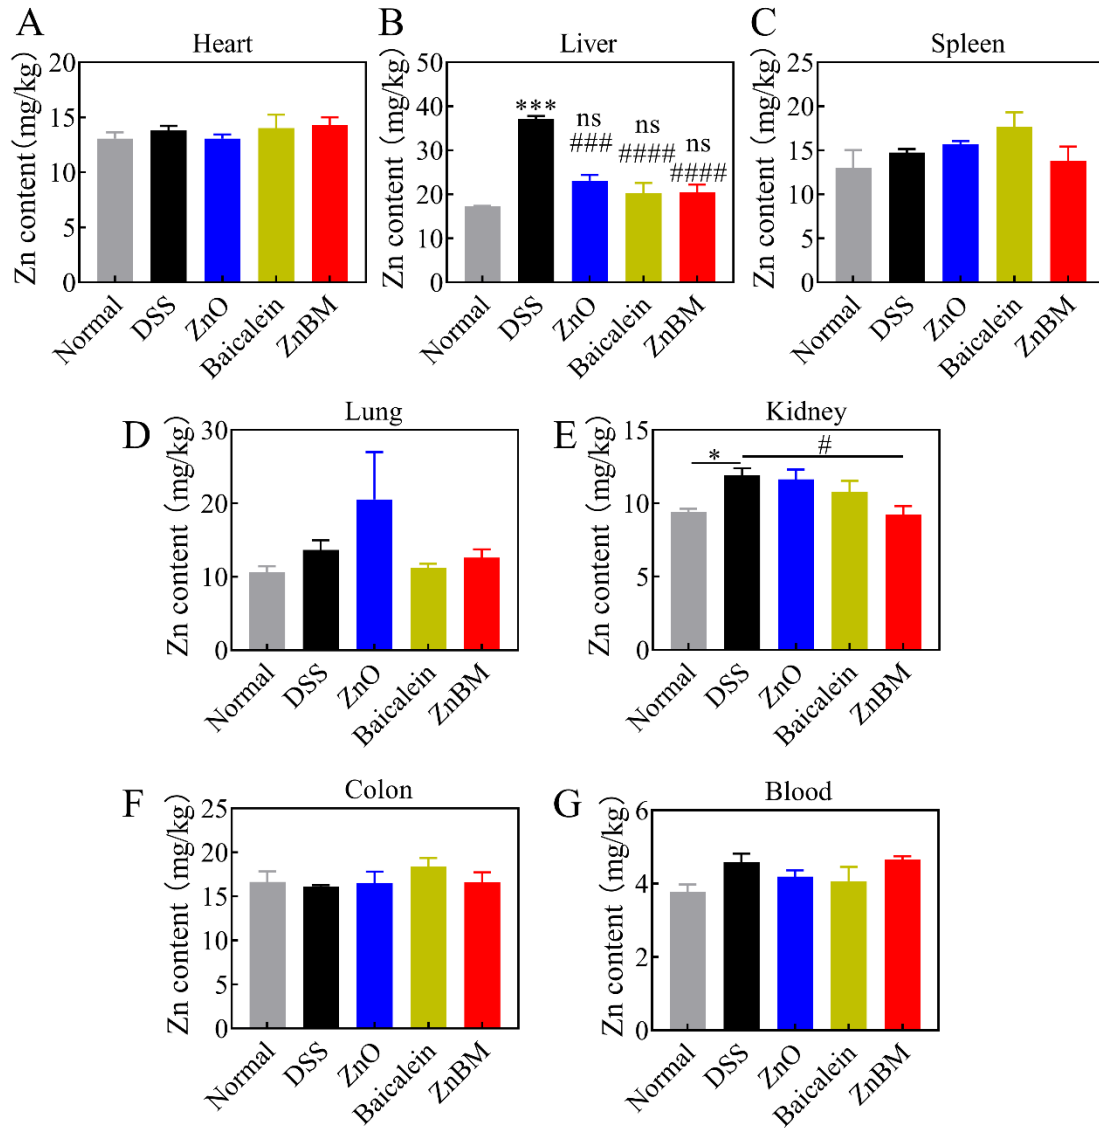 A
Heart
Zn content (mg/kg)
20
15
10
5
0
Normal
DSS
ZnO
Baicalein
ZnBM
B
Liver
Zn content (mg/kg)
50
40
30
20
10
0
***
ns
###
ns
####
ns
####
Normal
DSS
ZnO
Baicalein
ZnBM
C
Spleen
Zn content (mg/kg)
25
20
15
10
5
0
Normal
DSS
ZnO
Baicalein
ZnBM
D
Lung
Zn content (mg/kg)
30
20
10
0
Normal
DSS
ZnO
Baicalein
ZnBM
E
Kidney
Zn content (mg/kg)
15
10
5
0
*
#
Normal
DSS
ZnO
Baicalein
ZnBM
F
Colon
Zn content (mg/kg)
25
20
15
10
5
0
Normal
DSS
ZnO
Baicalein
ZnBM
G
Blood
Zn content (mg/kg)
6
4
2
0
Normal
DSS
ZnO
Baicalein
ZnBM